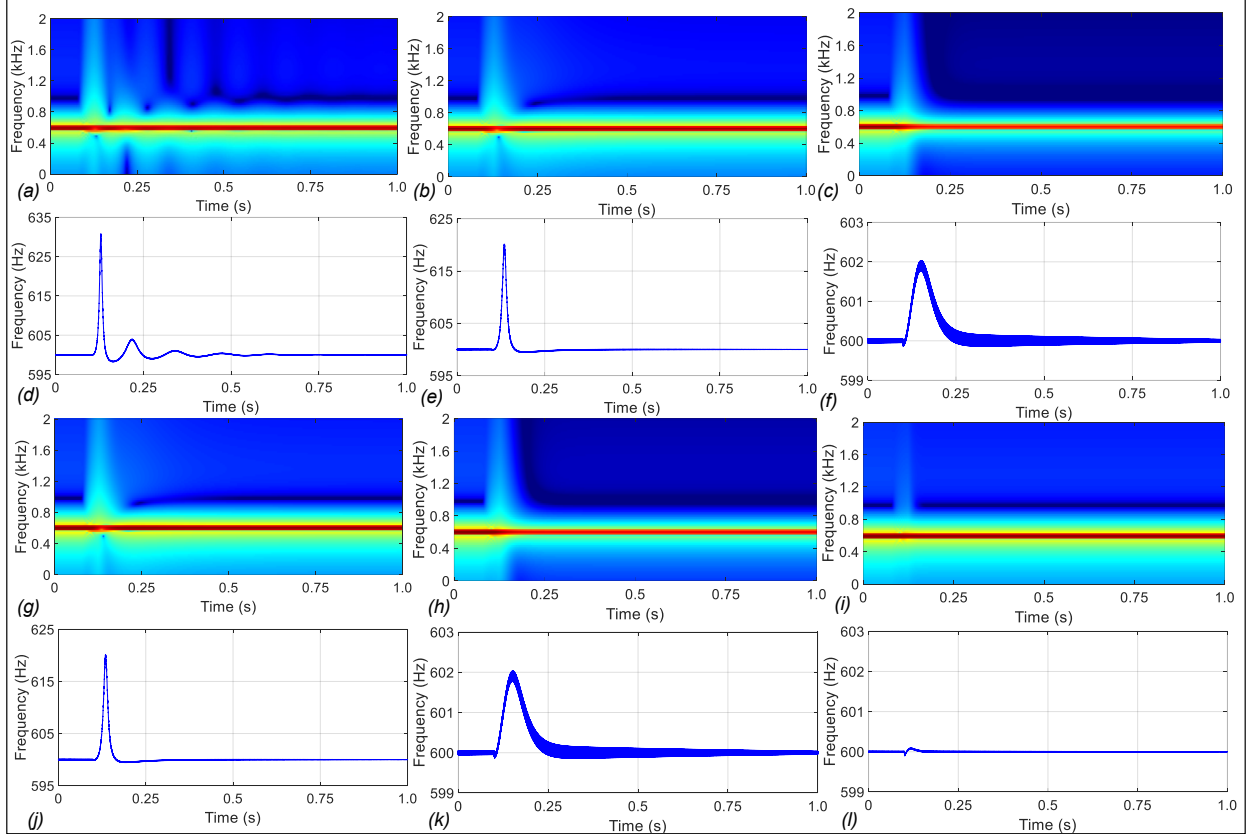 2
1.6
1.2
0.8
0.4
0
Frequency (kHz)
0 0.25 0.5 0.75 1.0
(a) Time (s)
2
1.6
1.2
0.8
0.4
0
Frequency (kHz)
0 0.25 0.5 0.75 1.0
(b) Time (s)
2
1.6
1.2
0.8
0.4
0
Frequency (kHz)
0 0.25 0.5 0.75 1.0
(c) Time (s)
635
625
615
605
595
Frequency (Hz)
0 0.25 0.5 0.75 1.0
(d) Time (s)
625
615
605
595
Frequency (Hz)
0 0.25 0.5 0.75 1.0
(e) Time (s)
603
602
601
600
599
Frequency (Hz)
0 0.25 0.5 0.75 1.0
(f) Time (s)
2
1.6
1.2
0.8
0.4
0
Frequency (kHz)
0 0.25 0.5 0.75 1.0
(g) Time (s)
2
1.6
1.2
0.8
0.4
0
Frequency (kHz)
0 0.25 0.5 0.75 1.0
(h) Time (s)
2
1.6
1.2
0.8
0.4
0
Frequency (kHz)
0 0.25 0.5 0.75 1.0
(i) Time (s)
625
615
605
595
Frequency (Hz)
0 0.25 0.5 0.75 1.0
(j) Time (s)
603
602
601
600
599
Frequency (Hz)
0 0.25 0.5 0.75 1.0
(k) Time (s)
603
602
601
600
599
Frequency (Hz)
0 0.25 0.5 0.75 1.0
(l) Time (s)